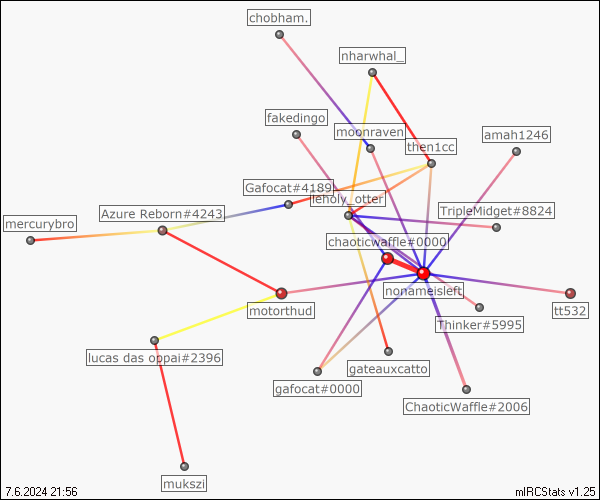 chobham.
nharwhal_
fakedingo
moonraven
amah1246
then1cc
Gafocat#4189
leholy_otter
TripleMidget#8824
Azure Reborn#4243
mercurybro
chaoticwaffle#0000
nonameisleft
motorthud
tt532
Thinker#5995
lucas das oppai#2396
gateauxcatto
gafocat#0000
ChaoticWaffle#2006
mukszi
7.6.2024 21:56
mIRCStats v1.25